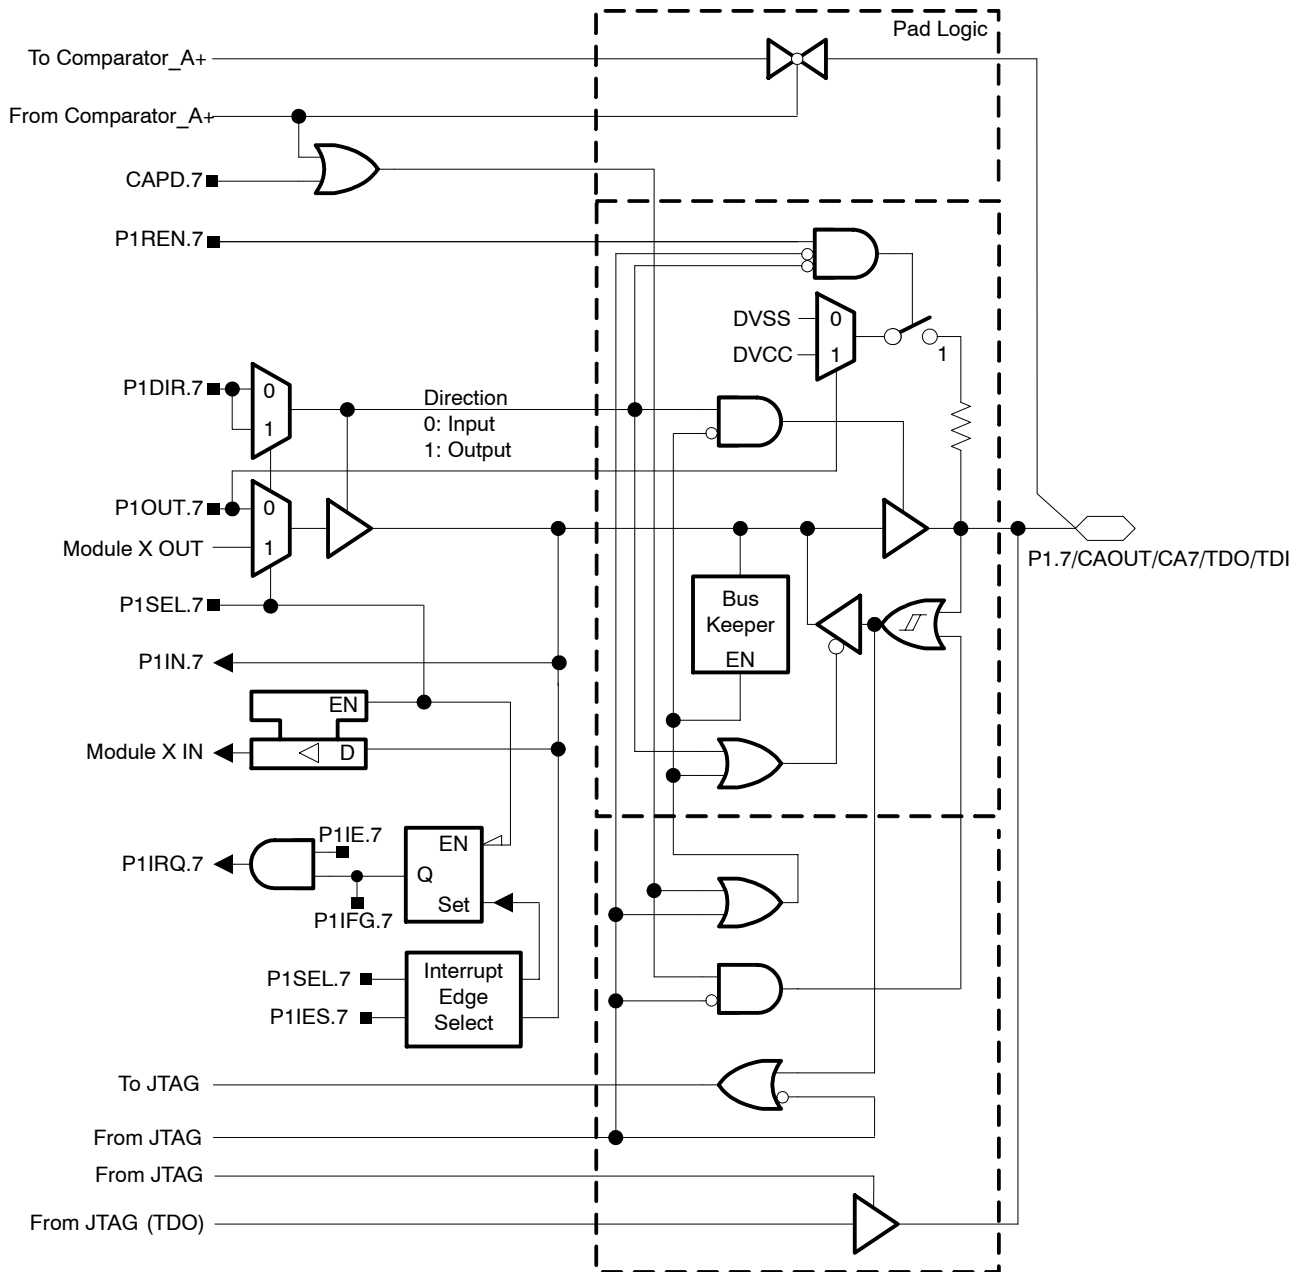 Pad Logic
To Comparator_A+
From Comparator_A+
CAPD.7
P1REN.7
DVSS
0
DVCC
1
1
P1DIR.7
0
1
Direction
0: Input
1: Output
P1OUT.7
0
Module X OUT
1
P1.7/CAOUT/CA7/TDO/TDI
P1SEL.7
Bus
Keeper
EN
P1IN.7
EN
Module X IN
D
P1IE.7
EN
P1IRQ.7
Q
P1IFG.7
Set
P1SEL.7
Interrupt
Edge
Select
P1IES.7
To JTAG
From JTAG
From JTAG
From JTAG (TDO)